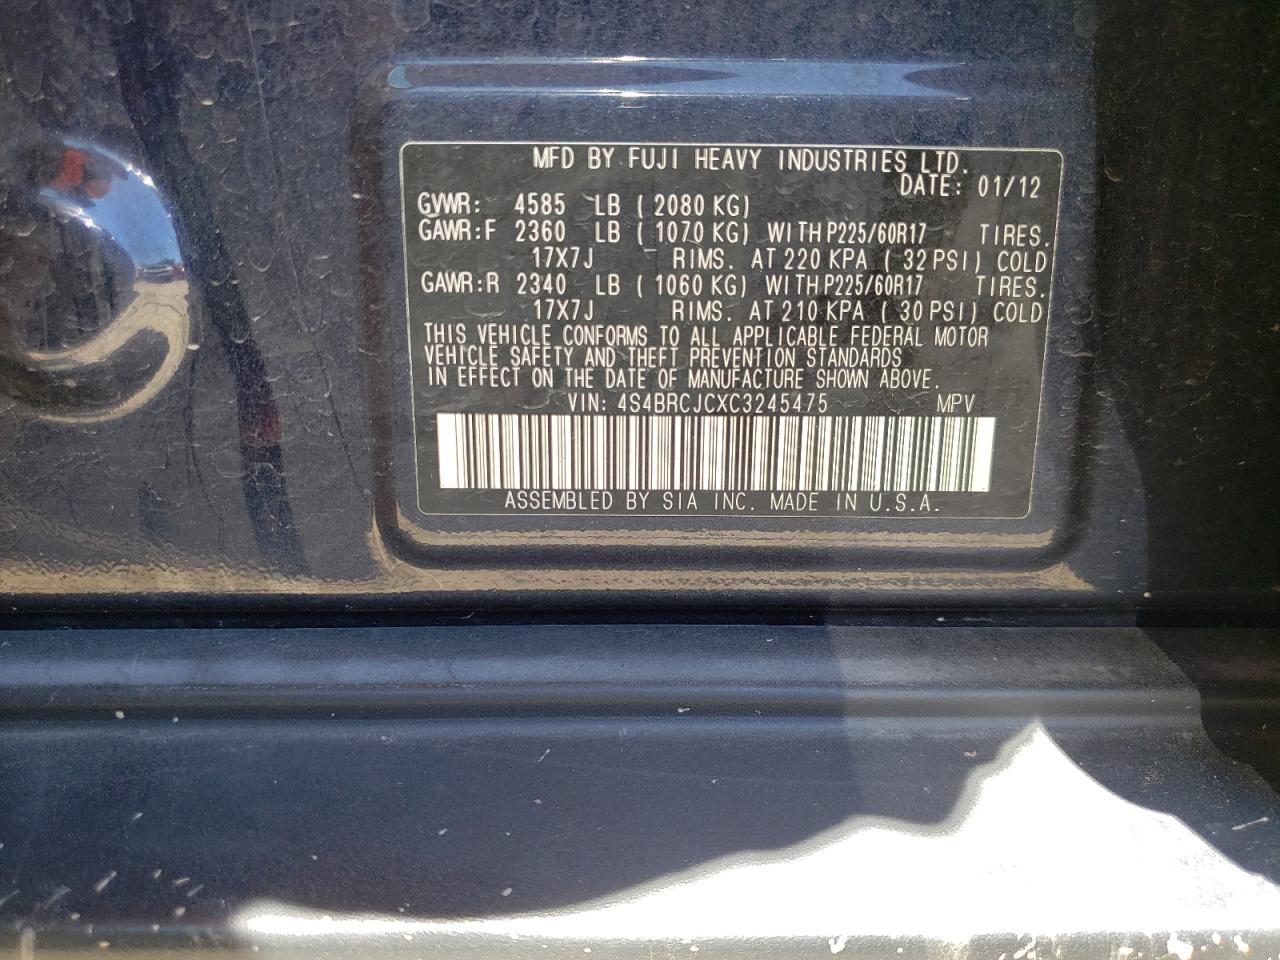 MFD BY FUJI HEAVY INDUSTRIES LTD.
DATE: 01/12
GVWR: 4585 LB (2080 KG)
GAWR:F 2360 LB (1070 KG) WITH P225/60R17 TIRES.
17X7J RIMS. AT 220 KPA (32 PSI) COLD
GAWR:R 2340 LB (1060 KG) WITH P225/60R17 TIRES.
17X7J RIMS. AT 210 KPA (30 PSI) COLD
THIS VEHICLE CONFORMS TO ALL APPLICABLE FEDERAL MOTOR
VEHICLE SAFETY AND THEFT PREVENTION STANDARDS
IN EFFECT ON THE DATE OF MANUFACTURE SHOWN ABOVE.
VIN: 4S4BRCJCXC3245475 MPV
ASSEMBLED BY SIA INC. MADE IN U.S.A.